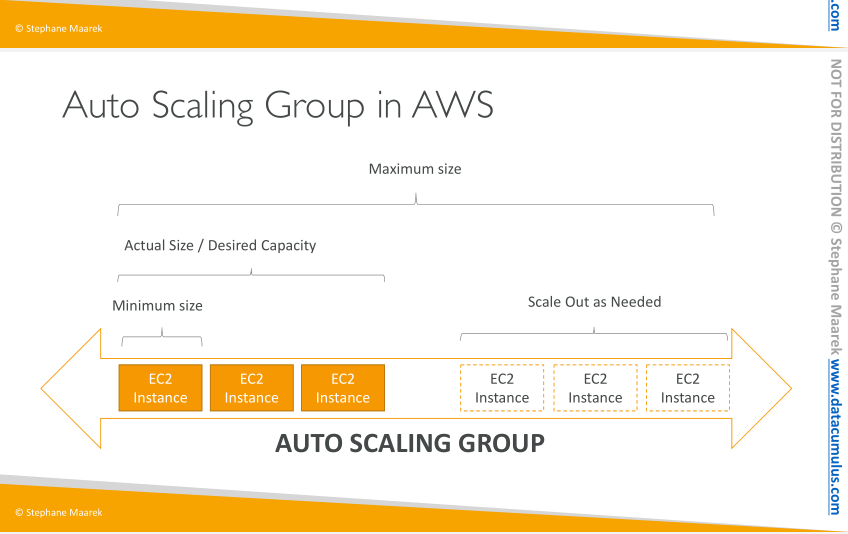 .com
© Stephane Maarek
Auto Scaling Group in AWS
Maximum size
Actual Size / Desired Capacity
Minimum size
Scale Out as Needed
EC2
Instance
EC2
Instance
EC2
Instance
EC2
Instance
EC2
Instance
EC2
Instance
AUTO SCALING GROUP
NOT FOR DISTRIBUTION © Stephane Maarek www.datacumulus.com
© Stephane Maarek